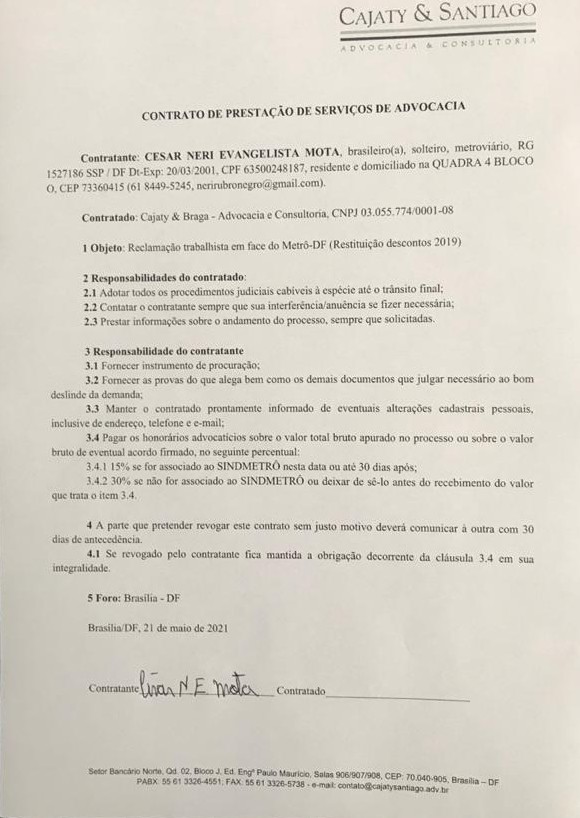 CAJATY & SANTIAGO
ADVOCACIA & CONSULTORIA
CONTRATO DE PRESTAÇÃO DE SERVIÇOS DE ADVOCACIA
Contratante: CESAR NERI EVANGELISTA MOTA, brasileiro(a), solteiro, metroviário, RG
1527186 SSP / DF Dt-Exp: 20/03/2001, CPF 63500248187, residente e domiciliado na QUADRA 4 BLOCO
O, CEP 73360415 (61 8449-5245, nerirubronegro@gmail.com).
Contratado: Cajaty & Braga - Advocacia e Consultoria, CNPJ 03.055.774/0001-08
1 Objeto: Reclamação trabalhista em face do Metrô-DF (Restituição descontos 2019)
2 Responsabilidades do contratado:
2.1 Adotar todos os procedimentos judiciais cabíveis à espécie até o trânsito final;
2.2 Contatar o contratante sempre que sua interferência/anuência se fizer necessária;
2.3 Prestar informações sobre o andamento do processo, sempre que solicitadas.
3 Responsabilidade do contratante
3.1 Fornecer instrumento de procuração;
3.2 Fornecer as provas do que alega bem como os demais documentos que julgar necessário ao bom
deslinde da demanda;
3.3 Manter o contratado prontamente informado de eventuais alterações cadastrais pessoais,
inclusive de endereço, telefone e e-mail;
3.4 Pagar os honorários advocatícios sobre o valor total bruto apurado no processo ou sobre o valor
bruto de eventual acordo firmado, no seguinte percentual:
3.4.1 15% se for associado ao SINDMETRÔ nesta data ou até 30 dias após;
3.4.2 30% se não for associado ao SINDMETRÔ ou deixar de sê-lo antes do recebimento do valor
que trata o item 3.4.
4 A parte que pretender revogar este contrato sem justo motivo deverá comunicar à outra com 30
dias de antecedência.
4.1 Se revogado pelo contratante fica mantida a obrigação decorrente da cláusula 3.4 em sua
integralidade.
5 Foro: Brasília - DF
Brasília/DF, 21 de maio de 2021
Contratante N E Mota Contratado
Setor Bancário Norte, Qd. 02, Bloco J, Ed. Engº Paulo Maurício, Salas 906/907/908, CEP: 70.040-905, Brasília – DF
PABX: 55 61 3326-4551, FAX: 55 61 3326-5738 - e-mail: contato@cajatysantiago.adv.br